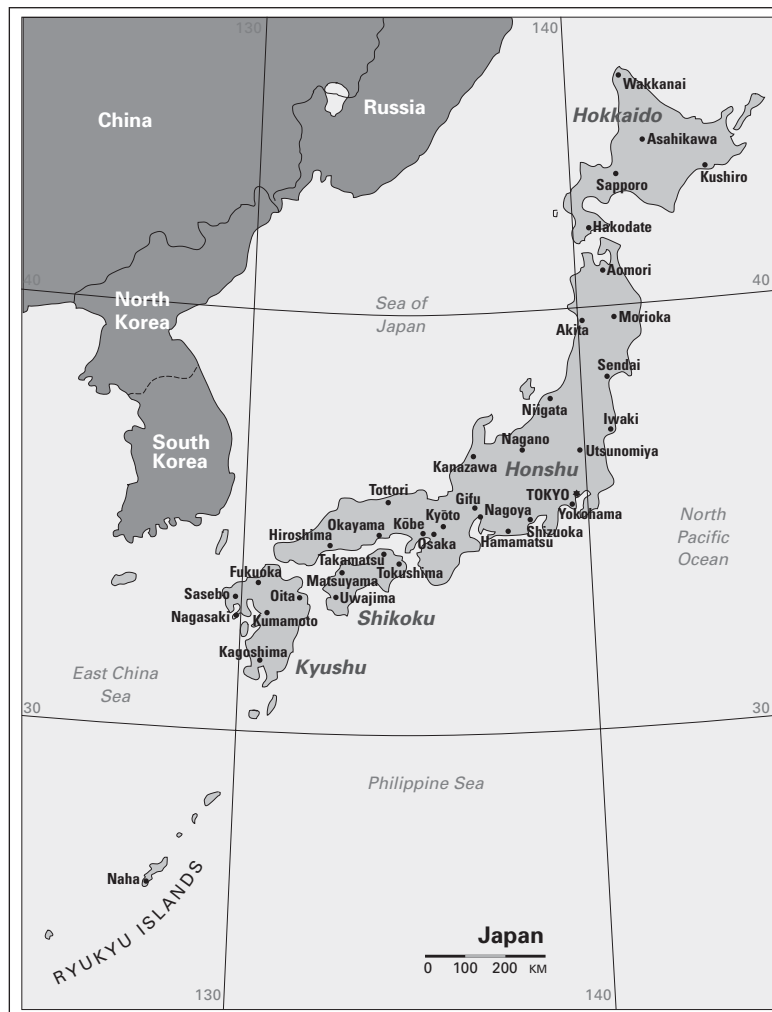 130
140
China
Russia
Wakkanai
Hokkaido
Asahikawa
Kushiro
Sapporo
Hakodate
Aomori
40
40
North
Korea
Sea of
Japan
Akita
Morioka
Sendai
Niigata
Iwaki
South
Korea
Nagano
Utsunomiya
Kanazawa
Honshu
Tottori
Gifu
TOKYO
Nagoya
Yokohama
Okayama
Kōbe
Kyōto
Shizuoka
North
Pacific
Ocean
Hiroshima
Osaka
Hamamatsu
Takamatsu
Tokushima
Fukuoka
Matsuyama
Sasebo
Oita
Uwajima
Nagasaki
Kumamoto
Shikoku
Kagoshima
Kyushu
East China
Sea
30
30
Philippine Sea
Naha
RYUKYU ISLANDS
Japan
0 100 200 KM
130
140